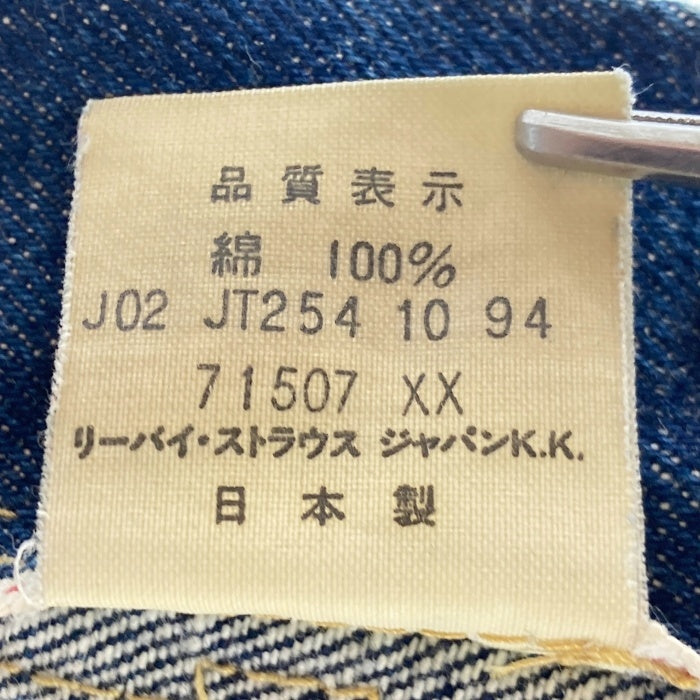 品質表示
綿 100%
J02 JT254 10 94
71507 XX
リーバイ・ストラウス ジャパンK.K.
日本製